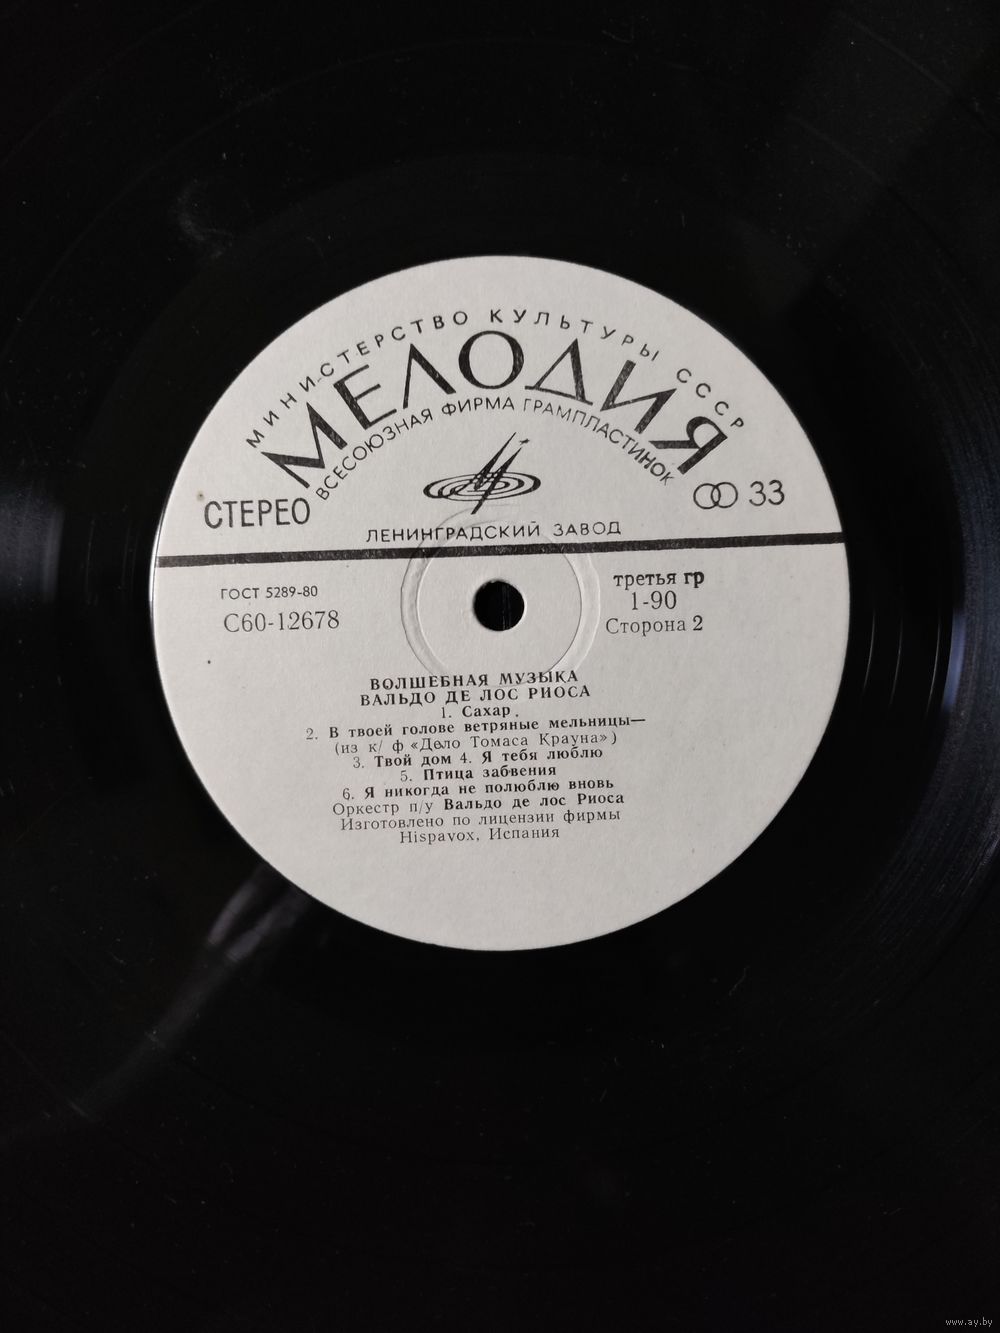 МИНИСТЕРСТВО КУЛЬТУРЫ СССР
МЕЛОДИЯ
ВСЕСОЮЗНАЯ ФИРМА ГРАМПЛАСТИНОК
СТЕРЕО
33
ЛЕНИНГРАДСКИЙ ЗАВОД
ГОСТ 5289-80
С60-12678
третья гр
1-90
Сторона 2
ВОЛШЕБНАЯ МУЗЫКА
ВАЛЬДО ДЕ ЛОС РИОСА
1. Сахар.
2. В твоей голове ветряные мельницы—
(из к/ ф «Дело Томаса Крауна»)
3. Твой дом 4. Я тебя люблю
5. Птица забвения
6. Я никогда не полюблю вновь
Оркестр п/у Вальдо де лос Риоса
Изготовлено по лицензии фирмы
Hispavox, Испания
www.ay.by